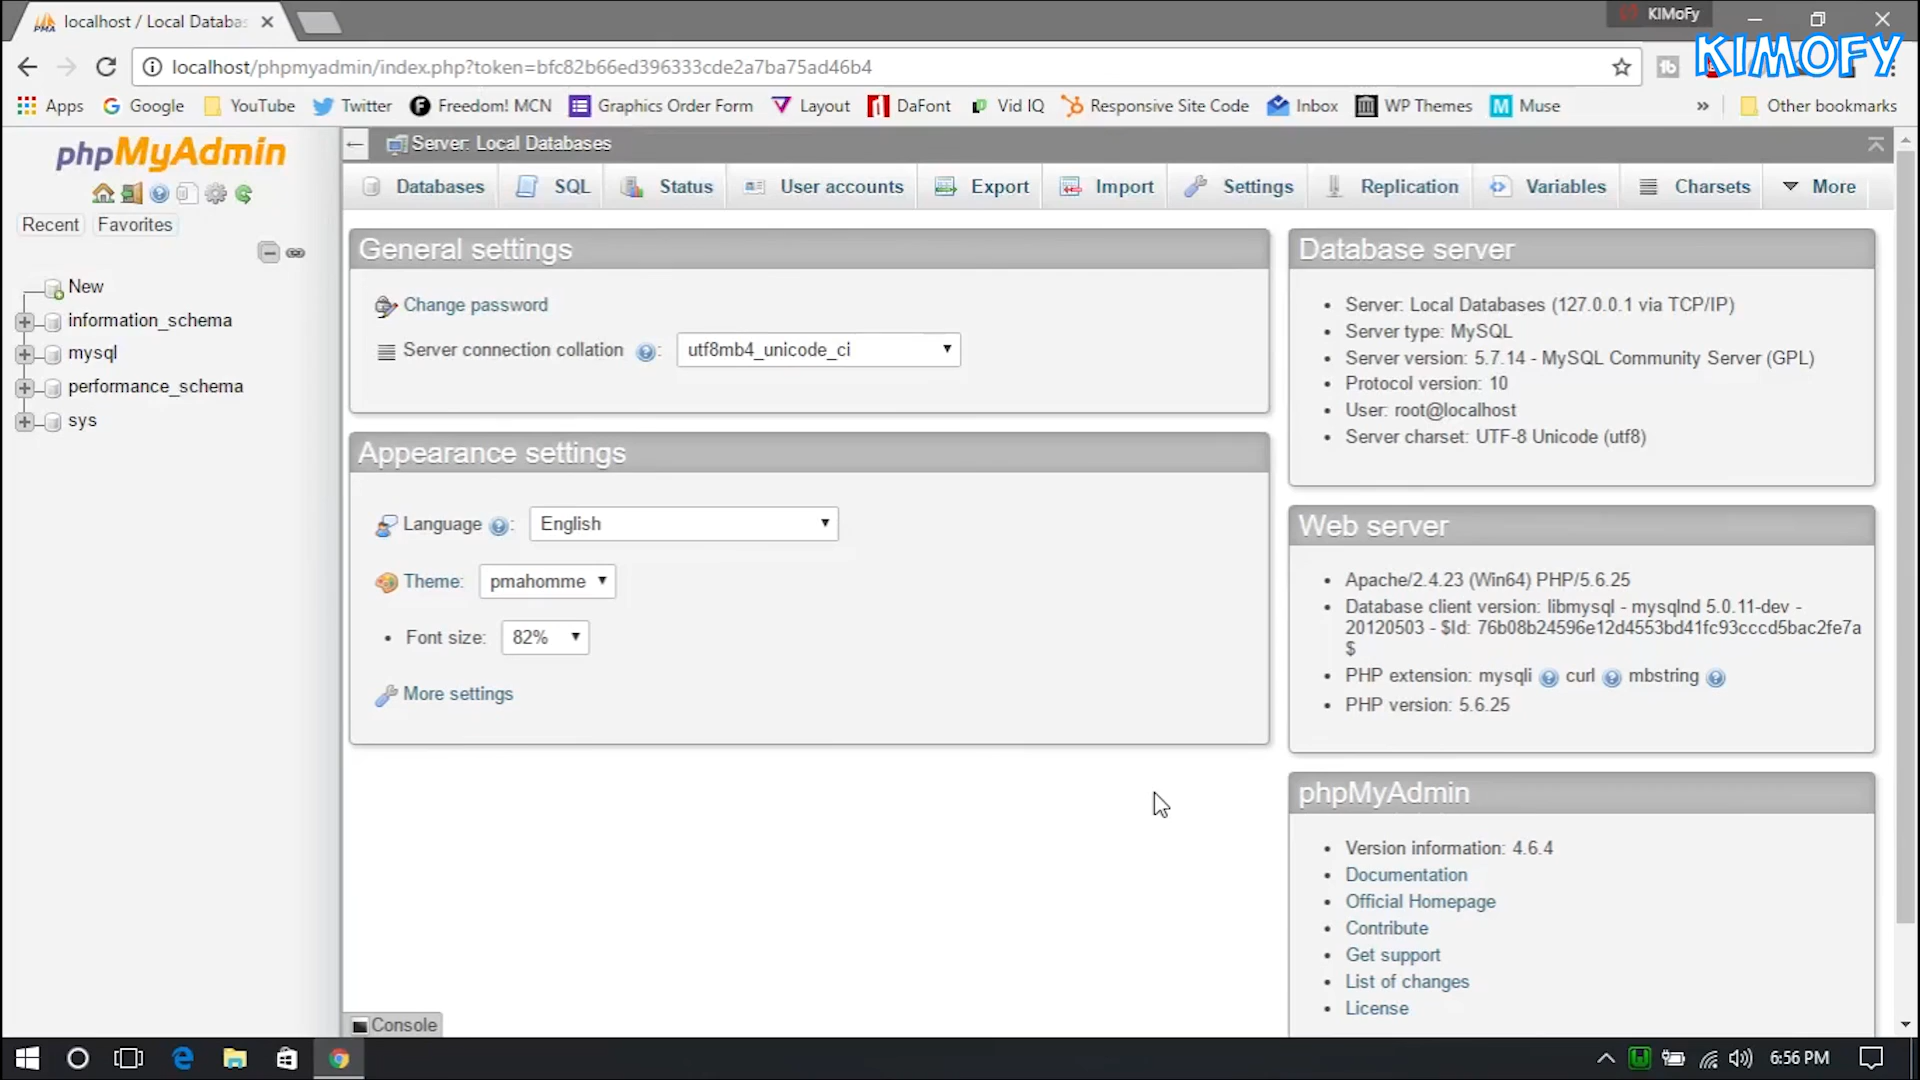 localhost / Local Databas
KIMoFy
KIMOFY
localhost/phpmyadmin/index.php?token=bfc82b66ed396333cde2a7ba75ad46b4
Apps
Google
YouTube
Twitter
Freedom! MCN
Graphics Order Form
Layout
DaFont
Vid IQ
Responsive Site Code
Inbox
WP Themes
Muse
»
Other bookmarks
phpMyAdmin
Recent
Favorites
New
information_schema
mysql
performance_schema
sys
Server: Local Databases
Databases
SQL
Status
User accounts
Export
Import
Settings
Replication
Variables
Charsets
More
General settings
Change password
Server connection collation
:
utf8mb4_unicode_ci
Appearance settings
Language
:
English
Theme:
pmahomme
• Font size:
82%
More settings
Database server
• Server: Local Databases (127.0.0.1 via TCP/IP)
• Server type: MySQL
• Server version: 5.7.14 - MySQL Community Server (GPL)
• Protocol version: 10
• User: root@localhost
• Server charset: UTF-8 Unicode (utf8)
Web server
• Apache/2.4.23 (Win64) PHP/5.6.25
• Database client version: libmysql - mysqlnd 5.0.11-dev -
20120503 - $Id: 76b08b24596e12d4553bd41fc93cccd5bac2fe7a
$
• PHP extension: mysqli curl mbstring
• PHP version: 5.6.25
phpMyAdmin
• Version information: 4.6.4
• Documentation
• Official Homepage
• Contribute
• Get support
• List of changes
• License
Console
6:56 PM